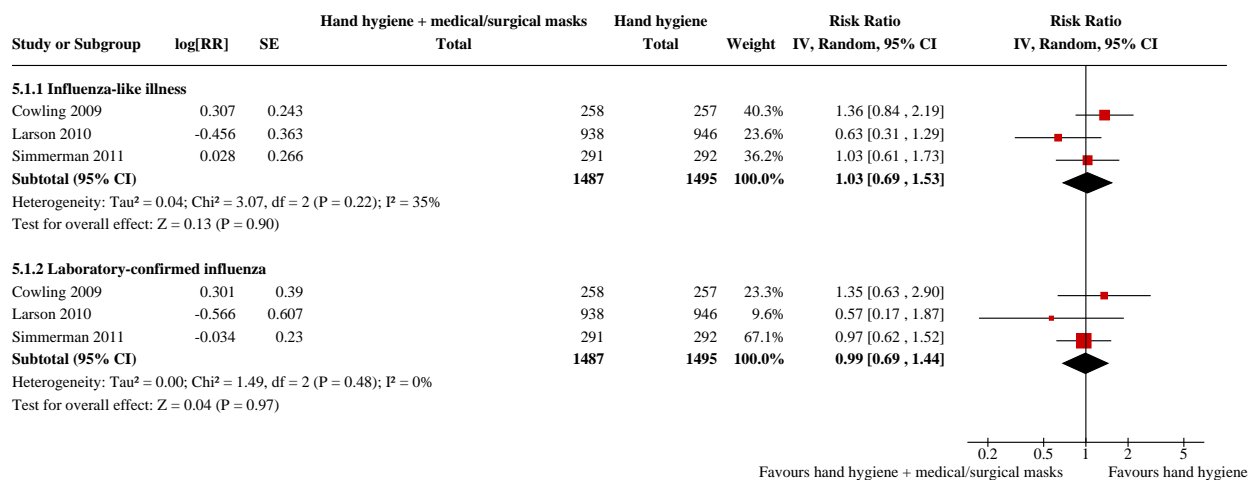 Hand hygiene + medical/surgical masks Hand hygiene Risk Ratio Risk Ratio
Study or Subgroup log[RR] SE Total Total Weight IV, Random, 95% CI IV, Random, 95% CI
5.1.1 Influenza-like illness
Cowling 2009 0.307 0.243 258 257 40.3% 1.36 [0.84 , 2.19]
Larson 2010 -0.456 0.363 938 946 23.6% 0.63 [0.31 , 1.29]
Simmerman 2011 0.028 0.266 291 292 36.2% 1.03 [0.61 , 1.73]
Subtotal (95% CI) 1487 1495 100.0% 1.03 [0.69 , 1.53]
Heterogeneity: Tau² = 0.04; Chi² = 3.07, df = 2 (P = 0.22); I² = 35%
Test for overall effect: Z = 0.13 (P = 0.90)
5.1.2 Laboratory-confirmed influenza
Cowling 2009 0.301 0.39 258 257 23.3% 1.35 [0.63 , 2.90]
Larson 2010 -0.566 0.607 938 946 9.6% 0.57 [0.17 , 1.87]
Simmerman 2011 -0.034 0.23 291 292 67.1% 0.97 [0.62 , 1.52]
Subtotal (95% CI) 1487 1495 100.0% 0.99 [0.69 , 1.44]
Heterogeneity: Tau² = 0.00; Chi² = 1.49, df = 2 (P = 0.48); I² = 0%
Test for overall effect: Z = 0.04 (P = 0.97)
0.2 0.5 1 2 5
Favours hand hygiene + medical/surgical masks Favours hand hygiene